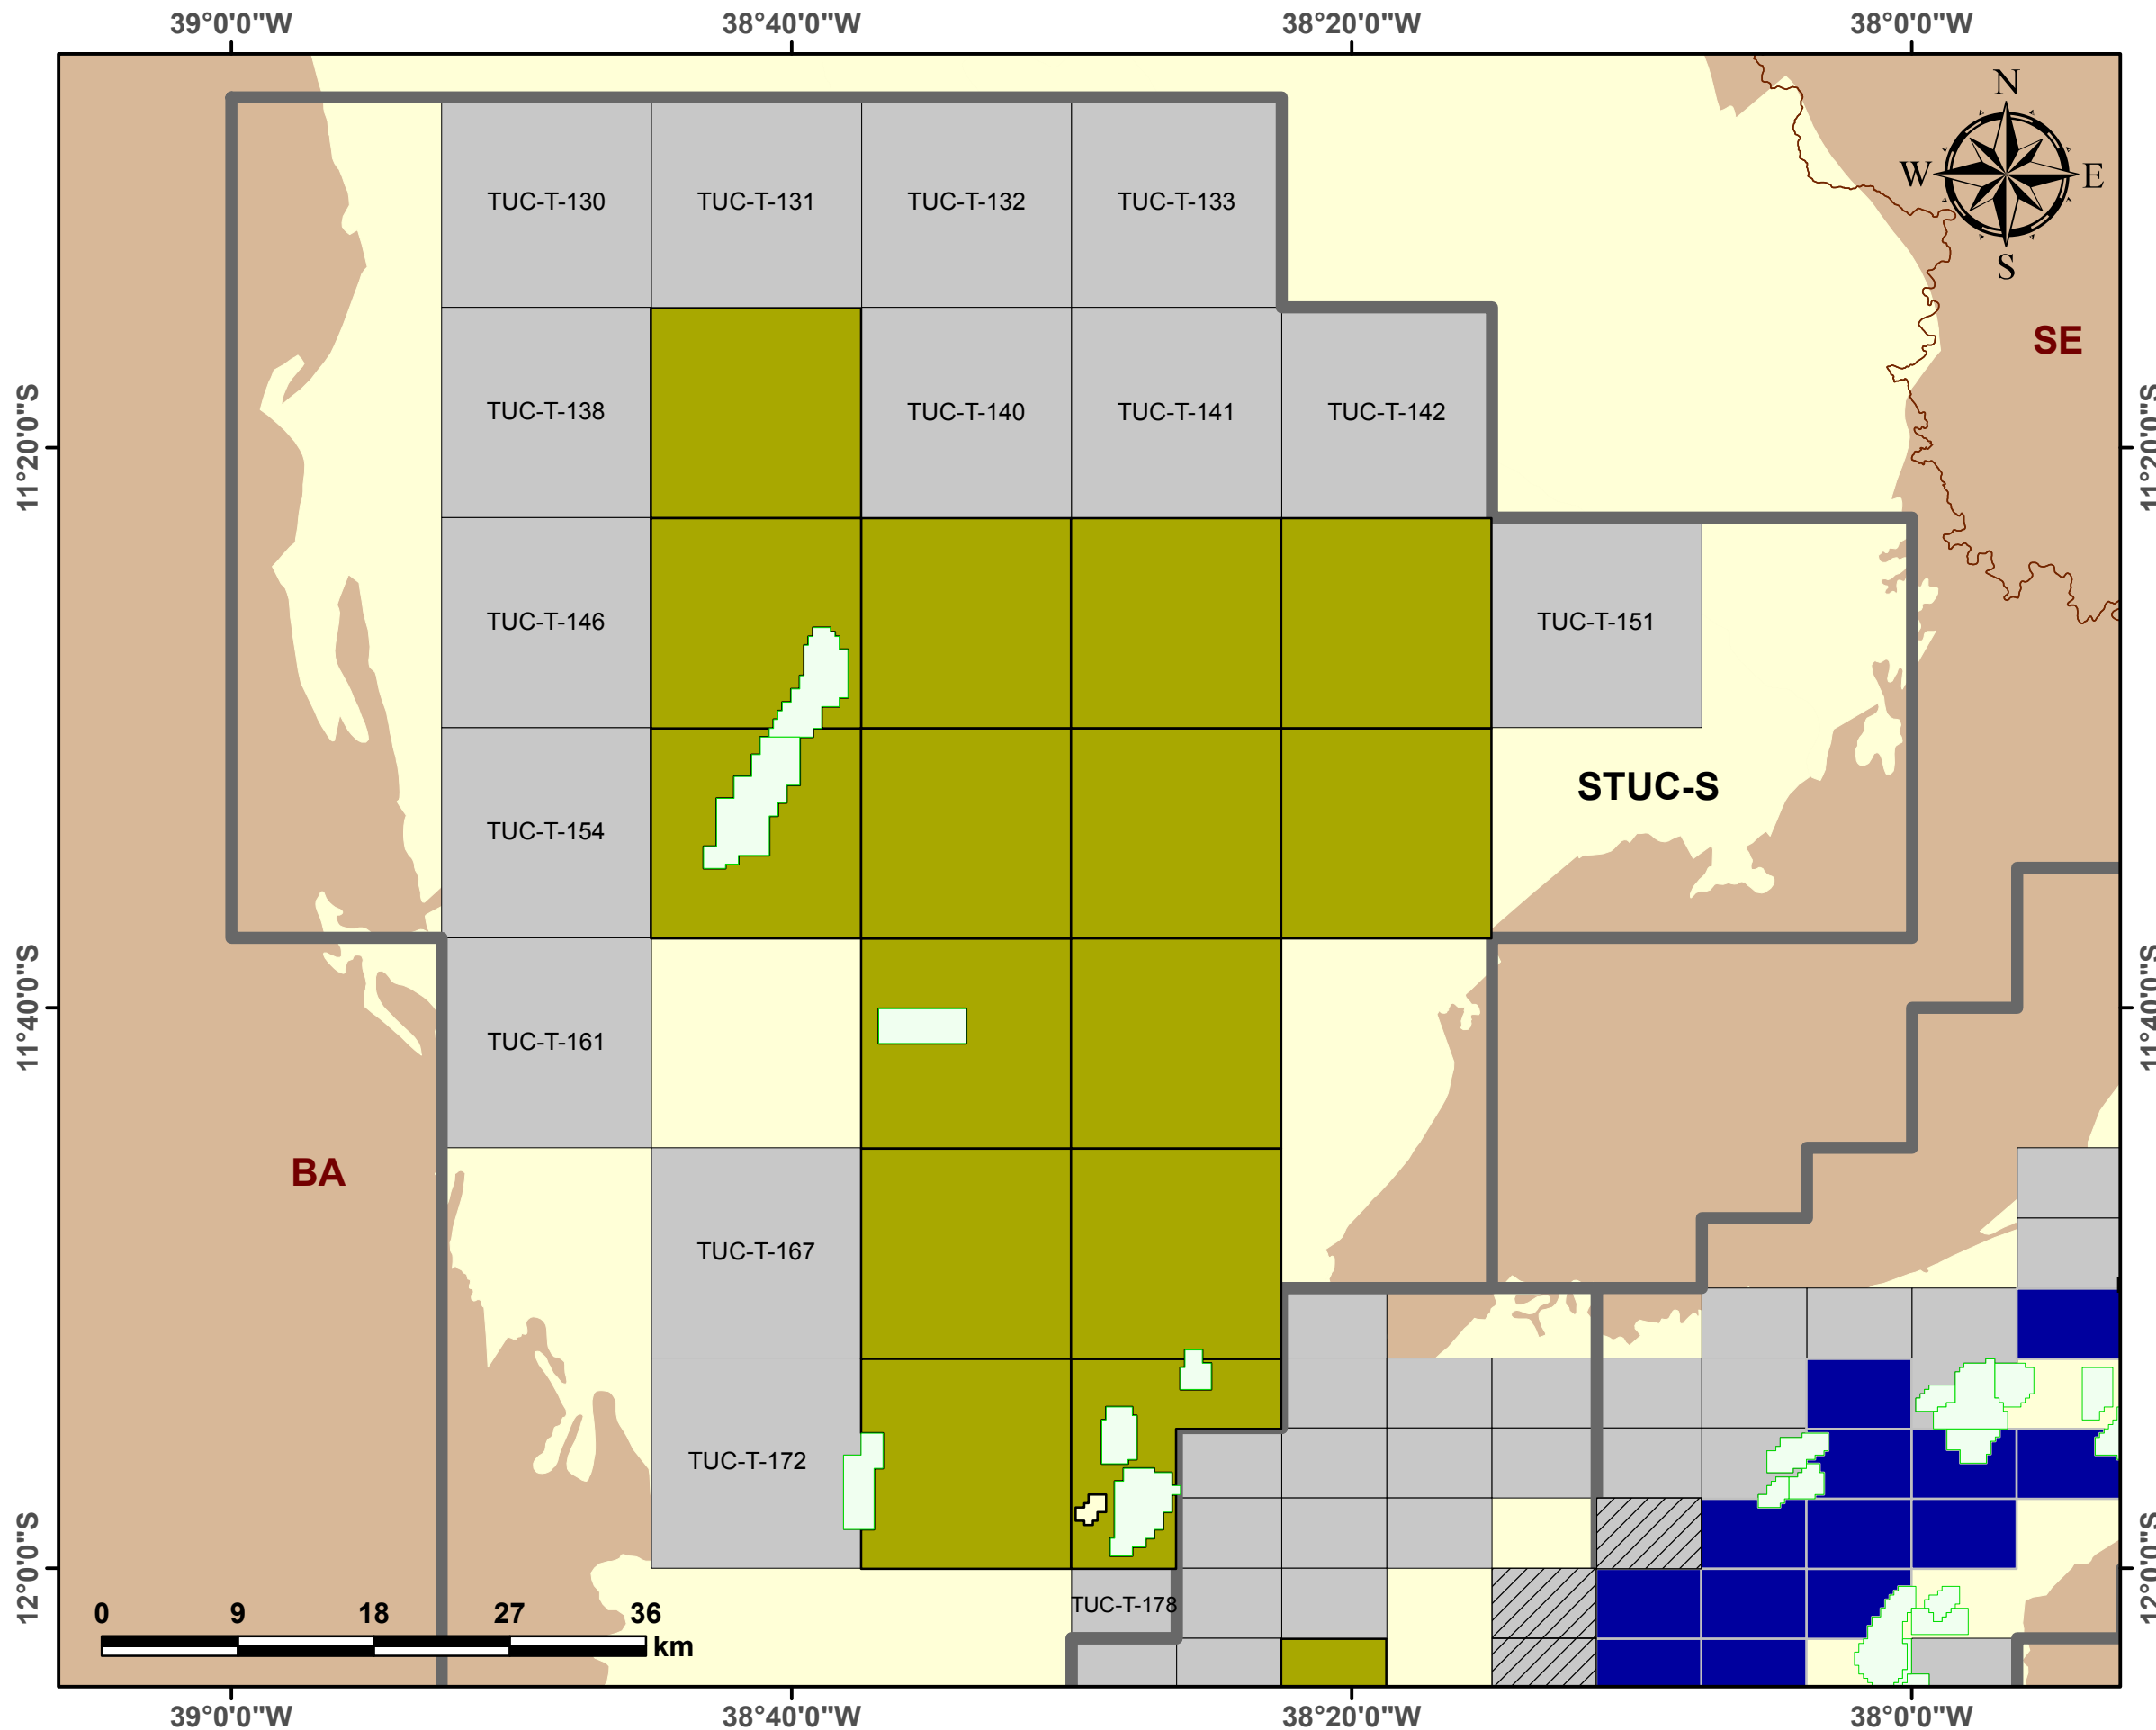 39°0'0"W
38°40'0"W
38°20'0"W
38°0'0"W
N
W
E
S
TUC-T-130
TUC-T-131
TUC-T-132
TUC-T-133
SE
11°20'0"S
TUC-T-138
TUC-T-140
TUC-T-141
TUC-T-142
11°20'0"S
TUC-T-146
TUC-T-151
STUC-S
TUC-T-154
11°40'0"S
TUC-T-161
11°40'0"S
BA
TUC-T-167
TUC-T-172
12°0'0"S
TUC-T-178
12°0'0"S
0 9 18 27 36
km
39°0'0"W
38°40'0"W
38°20'0"W
38°0'0"W